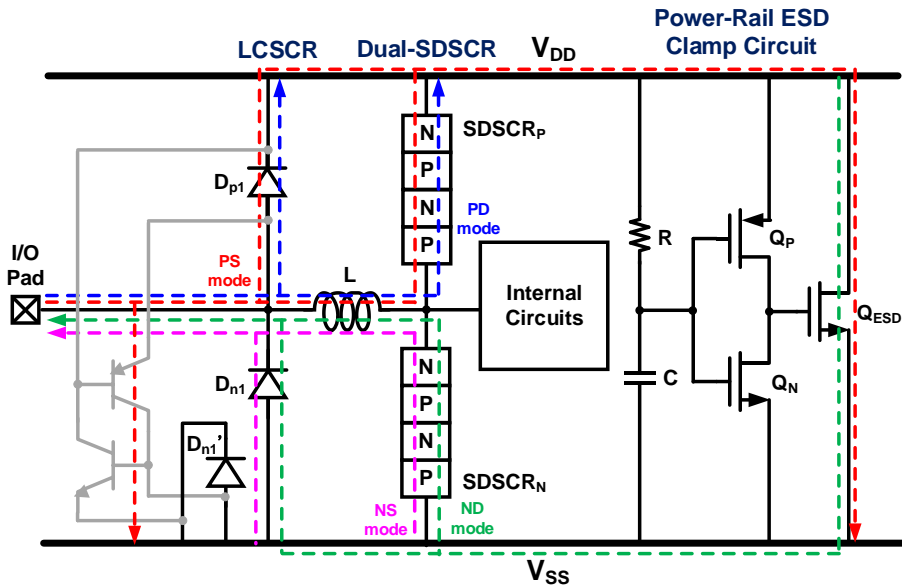 Power-Rail ESD
Clamp Circuit
LCSCR
Dual-SDSCR
VDD
N
P
N
P
SDSCRP
Dp1
PD
mode
I/O
Pad
PS
mode
L
R
QP
Internal
Circuits
QESD
Dn1
C
QN
N
P
N
P
Dn1'
SDSCRN
NS
mode
ND
mode
VSS